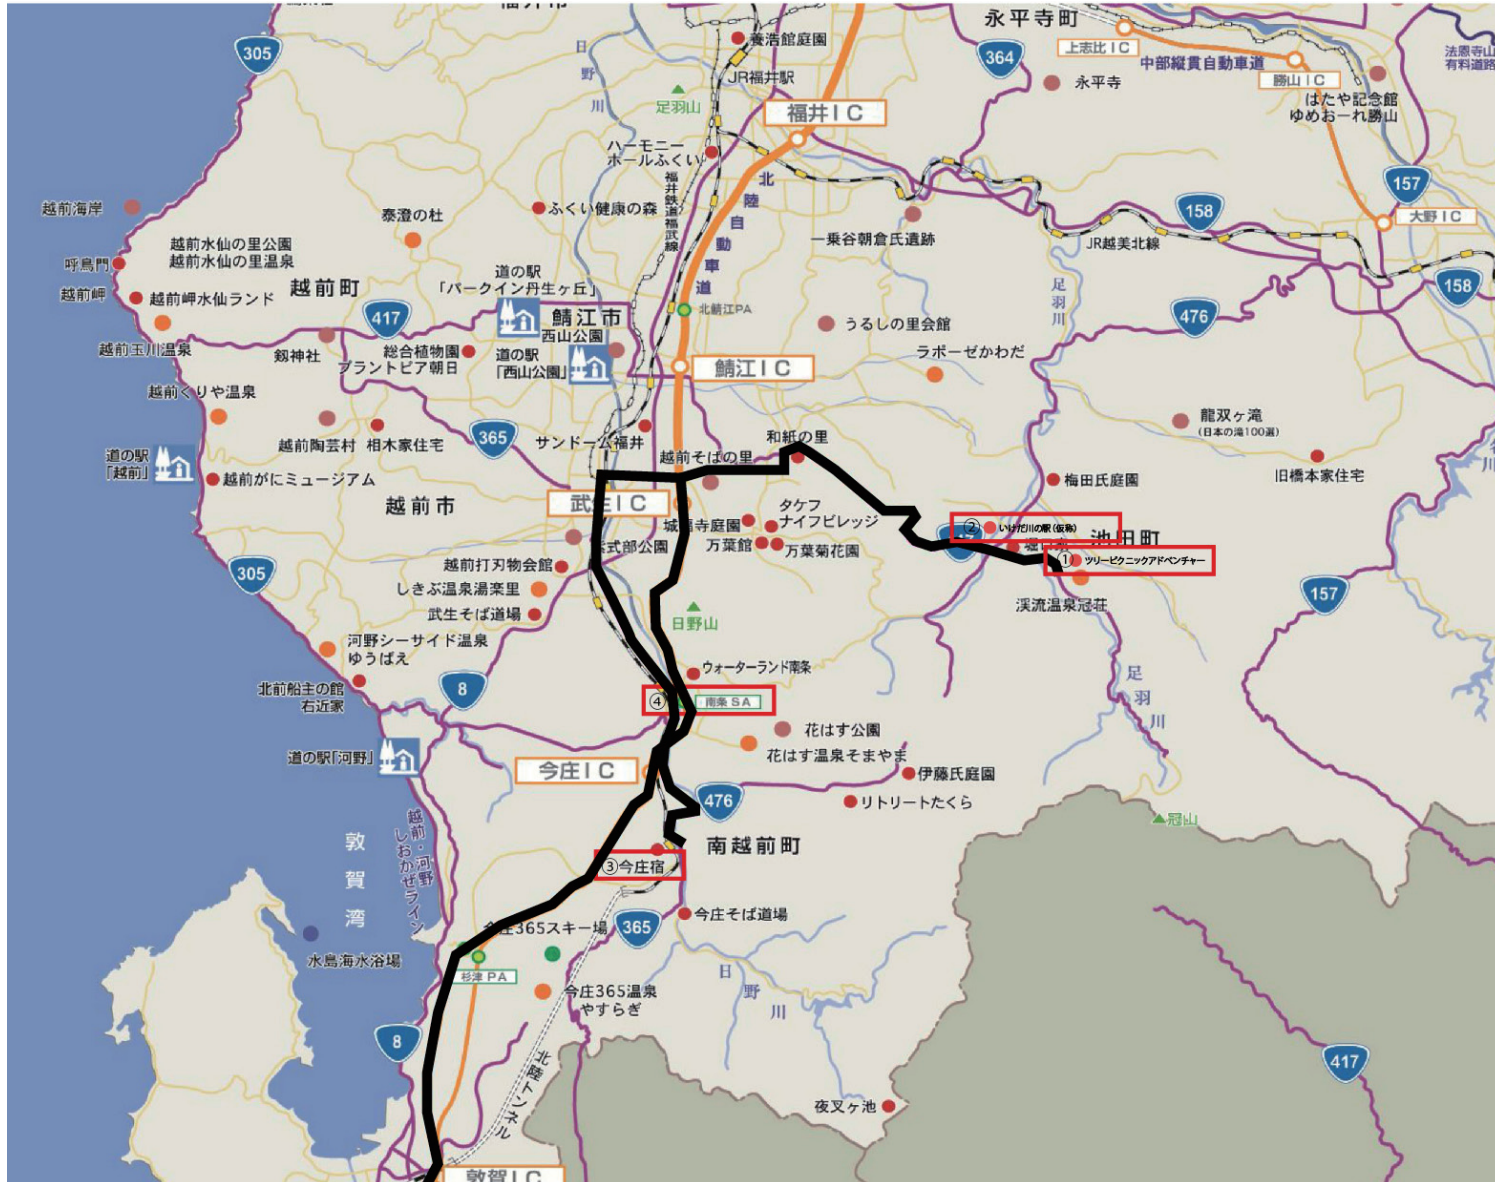 福井市
永平寺町
305
日野川
養浩館庭園
JR福井駅
364
上志比IC
中部縦貫自動車道
勝山IC
法恩寺山
有料道路
足羽山
福井IC
永平寺
はたや記念館
ゆめおーれ勝山
ハーモニー
ホールふくい
福井鉄道福武線
北陸自動車道
157
越前海岸
泰澄の杜
ふくい健康の森
一乗谷朝倉氏遺跡
158
JR越美北線
大野IC
越前水仙の里公園
越前水仙の里温泉
呼鳥門
越前岬
越前岬水仙ランド
越前町
道の駅
「パークイン丹生ヶ丘」
鯖江市
西山公園
北鯖江PA
足羽川
158
417
476
うるしの里会館
ラポーゼかわだ
越前玉川温泉
劔神社
総合植物園
プラントピア朝日
道の駅
「西山公園」
鯖江IC
越前くりや温泉
龍双ヶ滝
(日本の滝100選)
越前陶芸村
相木家住宅
365
サンドーム福井
和紙の里
越前そばの里
道の駅
「越前」
越前がにミュージアム
越前市
武生IC
旧橋本家住宅
梅田氏庭園
タケフ
ナイフビレッジ
城福寺庭園
②
いけだ川の駅(仮称)
池田町
式部公園
万葉館
万葉菊花園
①
ツリーピクニックアドベンチャー
305
越前打刃物会館
しきぶ温泉湯楽里
武生そば道場
渓流温泉冠荘
157
日野山
河野シーサイド温泉
ゆうばえ
ウォーターランド南条
8
北前船主の館
右近家
④
南条SA
足羽川
花はす公園
花はす温泉そまやま
道の駅「河野」
今庄IC
伊藤氏庭園
476
リトリートたくら
冠山
越前・河野
しおかぜライン
敦賀湾
南越前町
③今庄宿
365
今庄そば道場
庄365スキー場
水島海水浴場
杉津PA
今庄365温泉
やすらぎ
日野川
8
北陸トンネル
417
夜叉ヶ池
敦賀IC